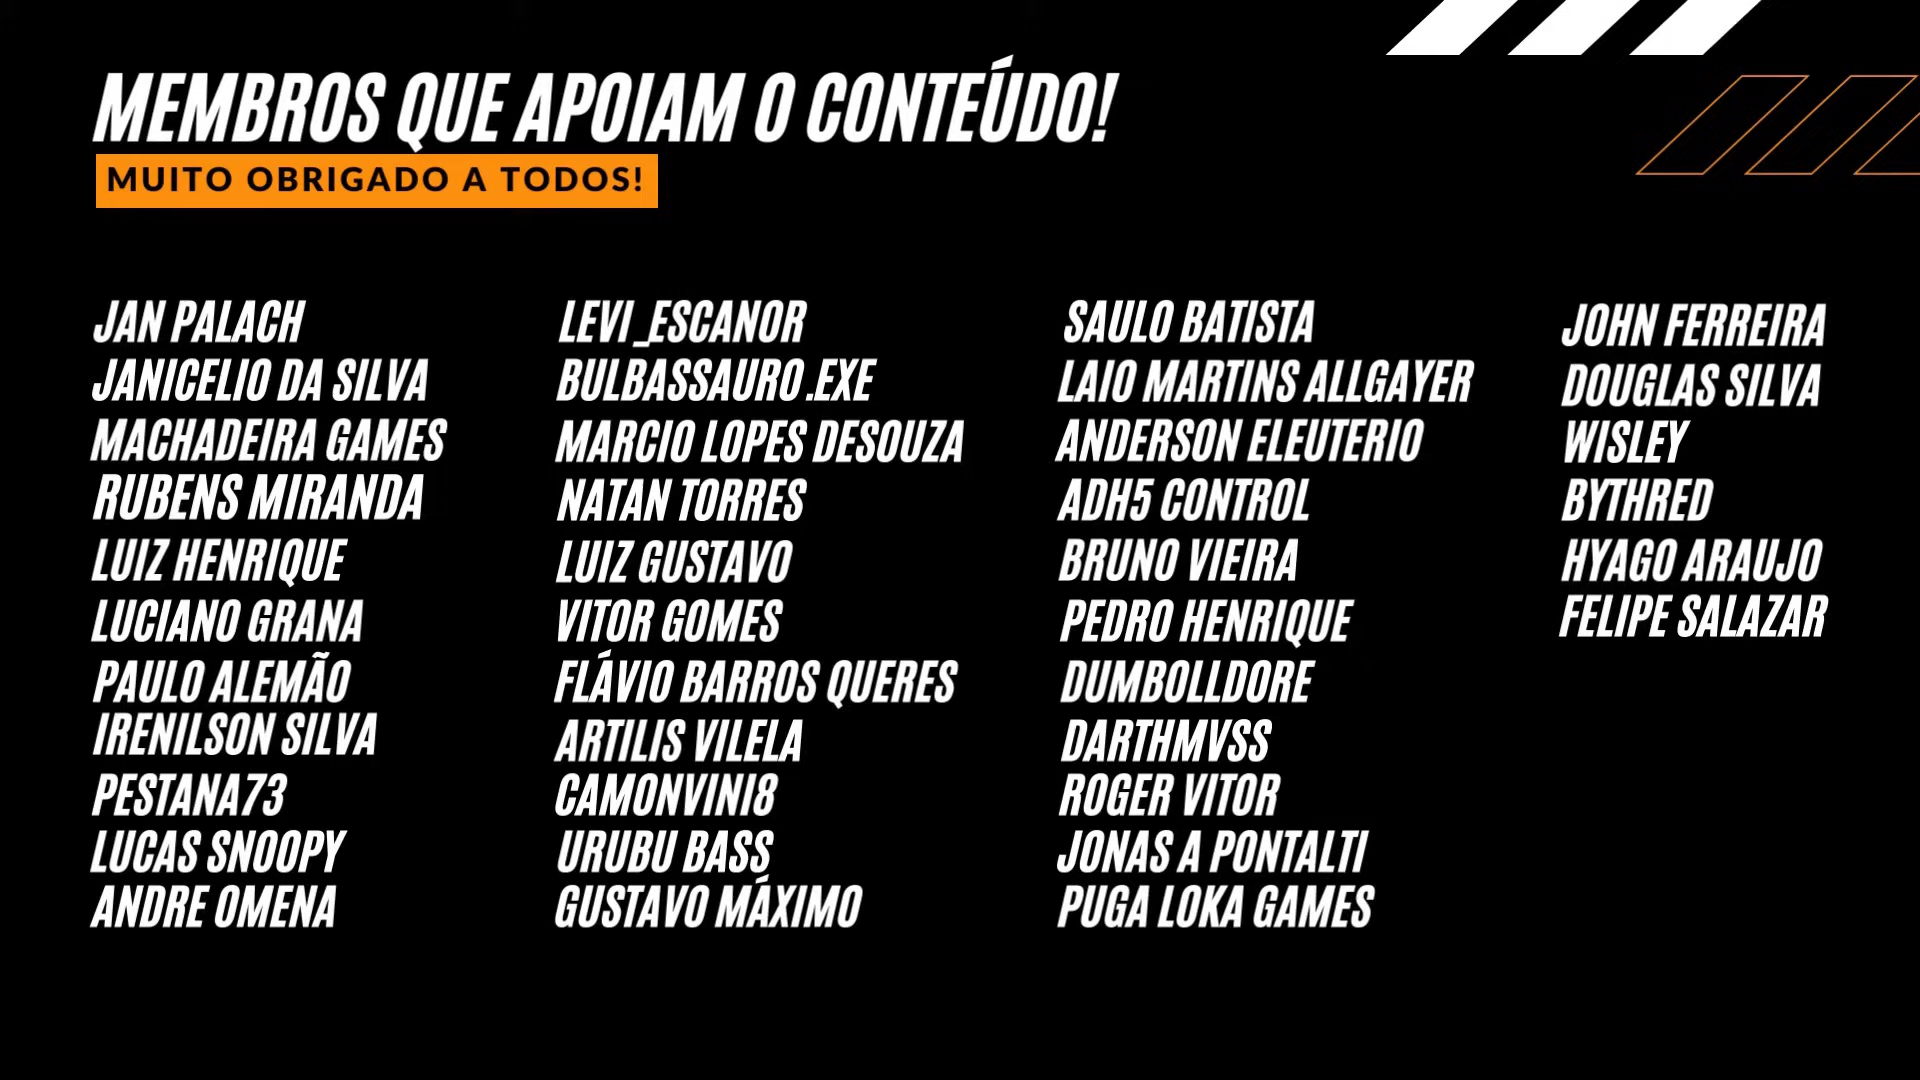 MEMBROS QUE APOIAM O CONTEÚDO!
MUITO OBRIGADO A TODOS!
JAN PALACH
JANICELIO DA SILVA
MACHADEIRA GAMES
RUBENS MIRANDA
LUIZ HENRIQUE
LUCIANO GRANA
PAULO ALEMÃO
IRENILSON SILVA
PESTANA73
LUCAS SNOOPY
ANDRE OMENA
LEVI_ESCANOR
BULBASSAURO.EXE
MARCIO LOPES DESOUZA
NATAN TORRES
LUIZ GUSTAVO
VITOR GOMES
FLÁVIO BARROS QUERES
ARTILIS VILELA
CAMONVINI8
URUBU BASS
GUSTAVO MÁXIMO
SAULO BATISTA
LAIO MARTINS ALLGAYER
ANDERSON ELEUTERIO
ADH5 CONTROL
BRUNO VIEIRA
PEDRO HENRIQUE
DUMBOLLDORE
DARTHMVSS
ROGER VITOR
JONAS A PONTALTI
PUGA LOKA GAMES
JOHN FERREIRA
DOUGLAS SILVA
WISLEY
BYTHRED
HYAGO ARAUJO
FELIPE SALAZAR